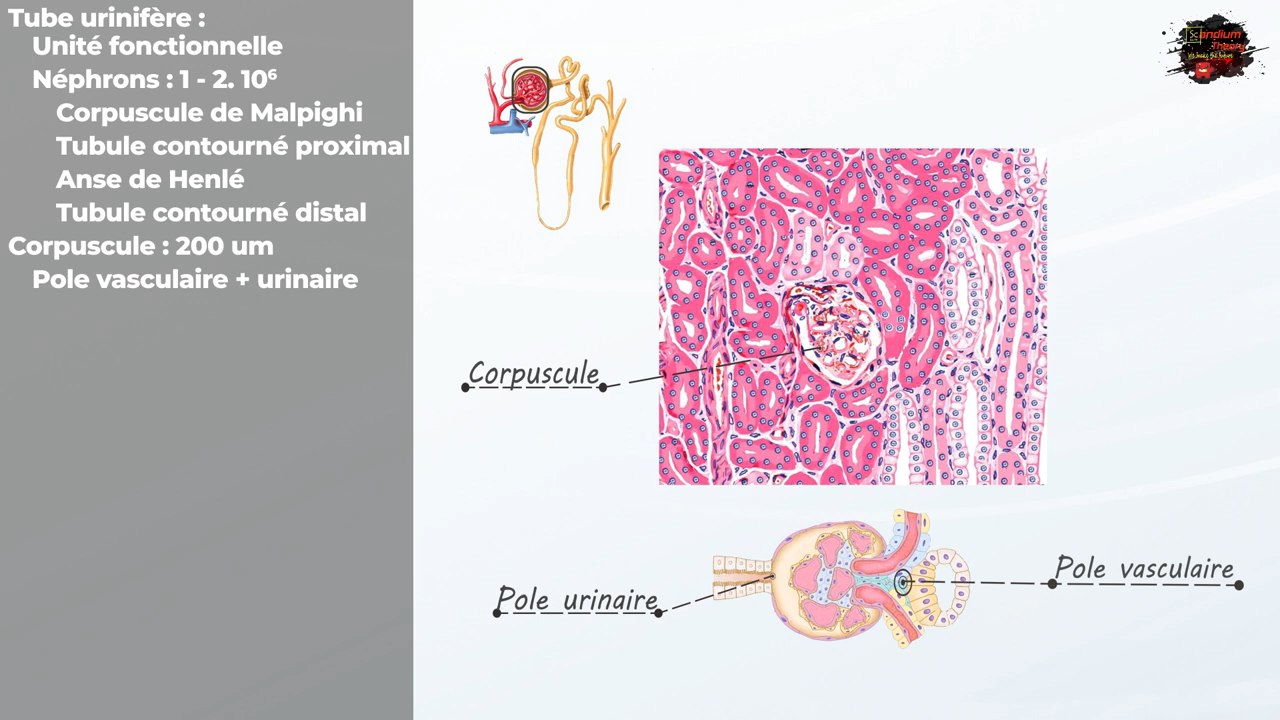 Tube urinifère :
Unité fonctionnelle
Néphrons : 1 - 2. 10⁶
Corpuscule de Malpighi
Tubule contourné proximal
Anse de Henlé
Tubule contourné distal
Corpuscule : 200 um
Pole vasculaire + urinaire
Scandium
Theory
Corpuscule
Pole urinaire
Pole vasculaire